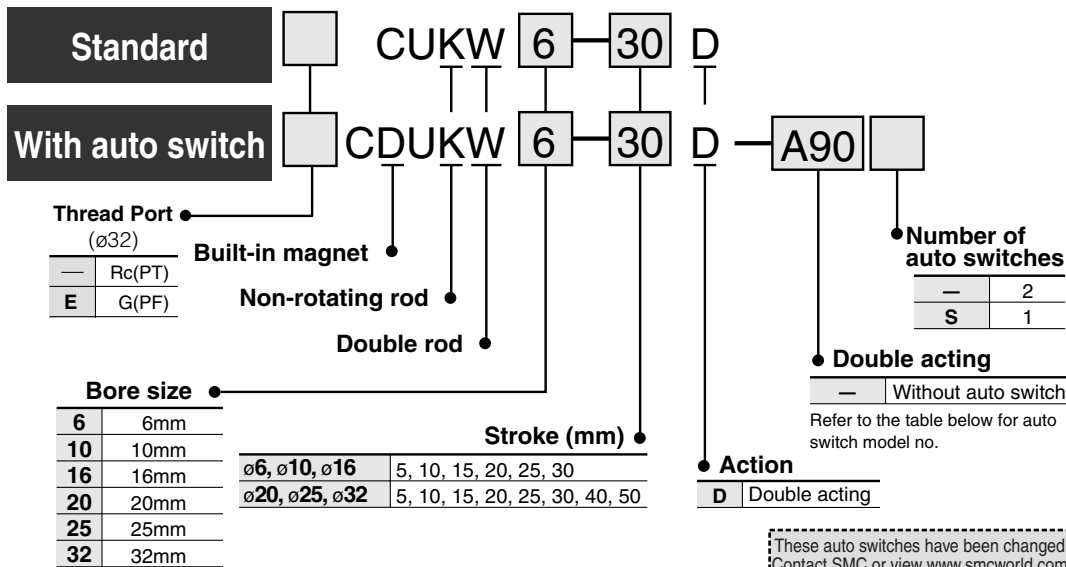 Standard CUKW 6 — 30 D
With auto switch CDUKW 6 — 30 D — A90
Thread Port
(ø32)
— Rc(PT)
E G(PF)
Built-in magnet
Non-rotating rod
Double rod
Number of
auto switches
— 2
S 1
Double acting
— Without auto switch
Refer to the table below for auto
switch model no.
Bore size
6 6mm
10 10mm
16 16mm
20 20mm
25 25mm
32 32mm
Stroke (mm)
ø6, ø10, ø16 5, 10, 15, 20, 25, 30
ø20, ø25, ø32 5, 10, 15, 20, 25, 30, 40, 50
Action
D Double acting
These auto switches have been changed
Contact SMC or view www.smcworld.com